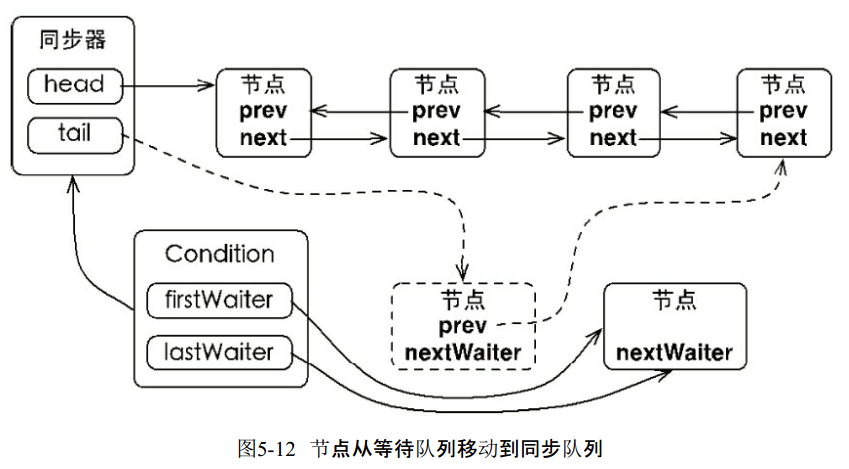 同步器
head
tail
节点
prev
next
节点
prev
next
节点
prev
next
节点
prev
next
Condition
firstWaiter
lastWaiter
节点
prev
nextWaiter
节点
nextWaiter
图5-12 节点从等待队列移动到同步队列